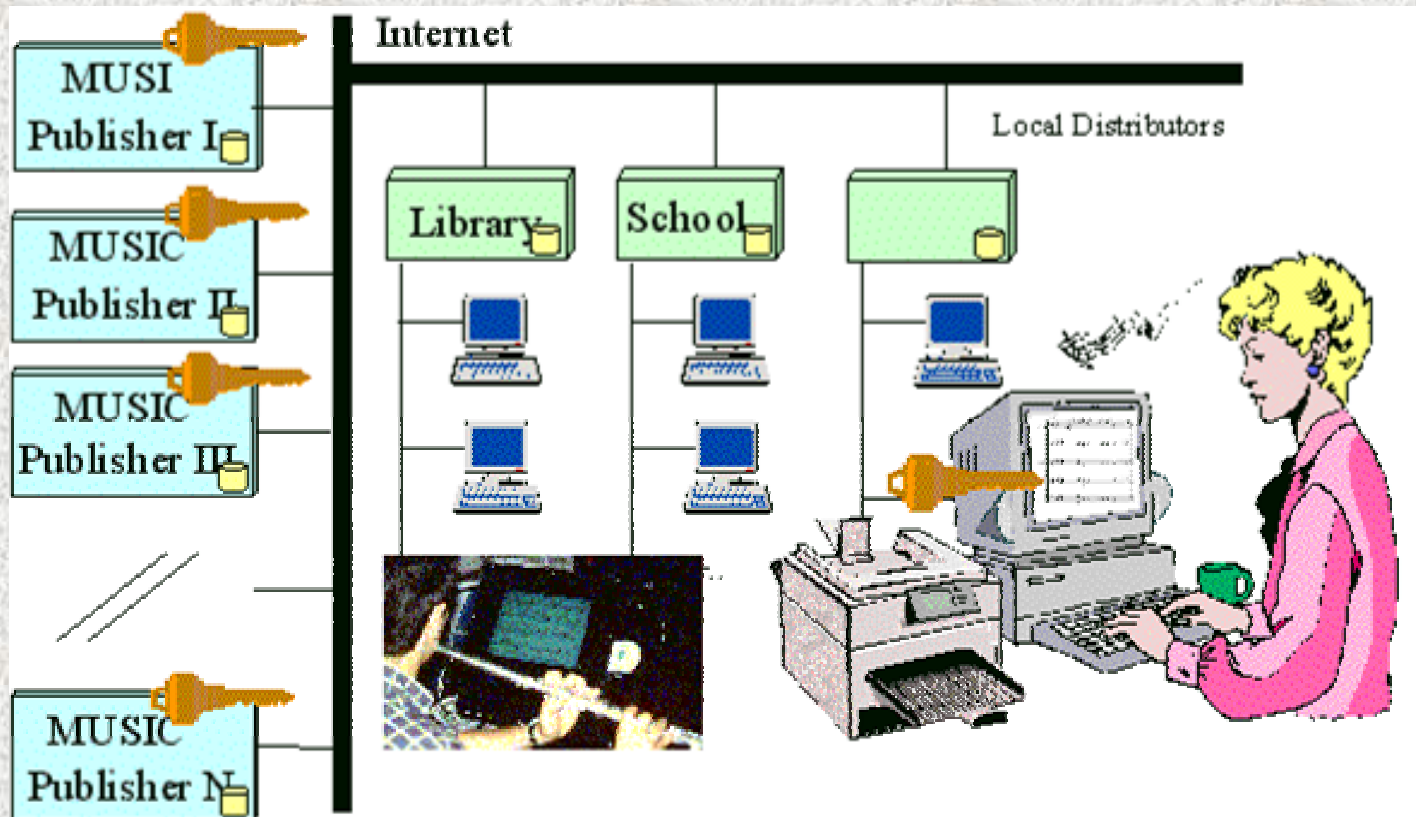 Internet
MUSI
Publisher I
Local Distributors
Library
School
MUSIC
Publisher II
MUSIC
Publisher III
MUSIC
Publisher N